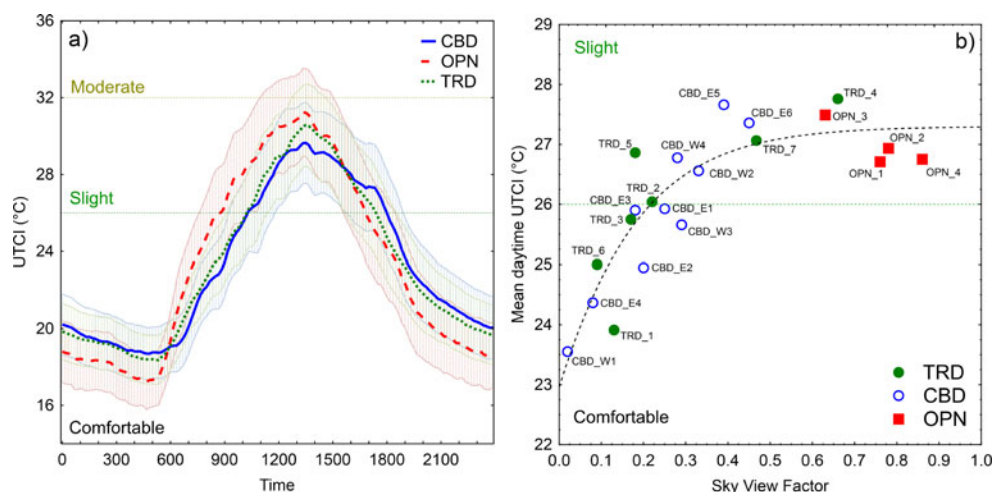 a)
CBD
OPN
TRD
Moderate
Slight
Comfortable
UTCI (°C)
36
32
28
24
20
16
0 300 600 900 1200 1500 1800 2100
Time
b)
Slight
CBD_E5
TRD_4
CBD_E6
OPN_3
TRD_5
CBD_W4
TRD_7
OPN_2
CBD_W2
OPN_1
OPN_4
TRD_2
CBD_E3
CBD_E1
TRD_3
CBD_W3
TRD_6
CBD_E2
CBD_E4
TRD_1
CBD_W1
Comfortable
TRD
CBD
OPN
Mean daytime UTCI (°C)
29
28
27
26
25
24
23
22
0.0 0.1 0.2 0.3 0.4 0.5 0.6 0.7 0.8 0.9 1.0
Sky View Factor